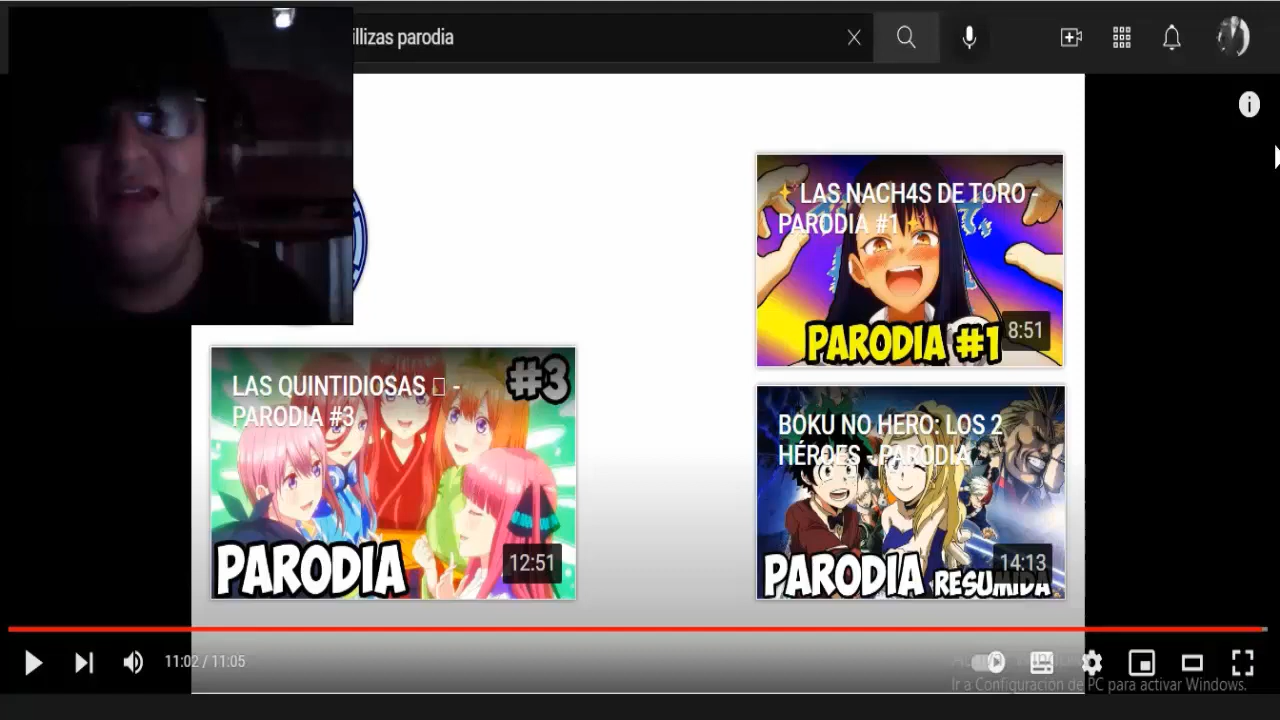 illizas parodia
LAS NACH4S DE TORO -
PARODIA #1
PARODIA #1
8:51
#3
LAS QUINTIDIOSAS -
PARODIA #3
PARODIA
12:51
BOKU NO HERO: LOS 2
HÉROES - PARODIA
PARODIA RESUMIDA
14:13
11:02 / 11:05
Ir a Configuración de PC para activar Windows.